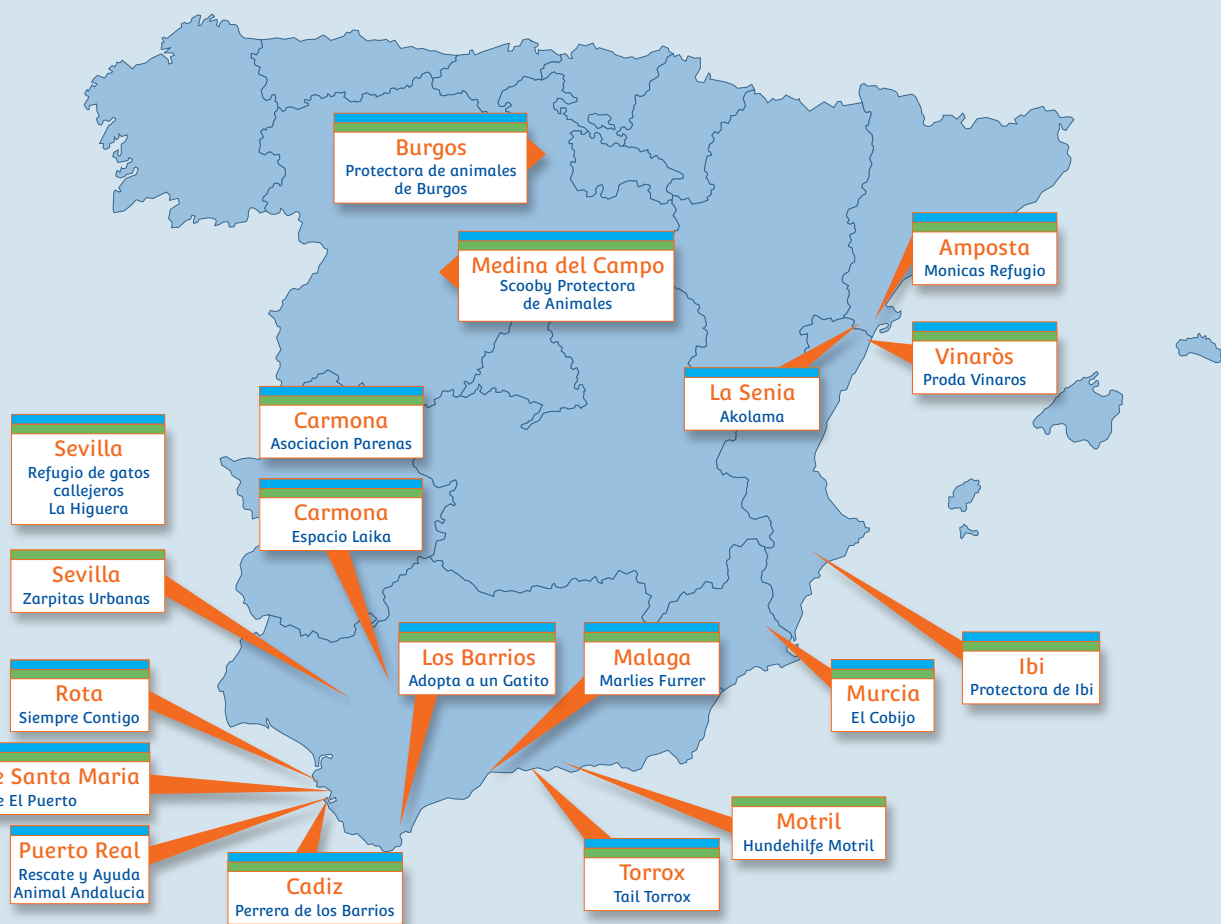 Burgos
Protectora de animales
de Burgos
Medina del Campo
Scooby Protectora
de Animales
Amposta
Monicas Refugio
Vinaròs
Proda Vinaros
La Senia
Akolama
Carmona
Asociacion Parenas
Sevilla
Refugio de gatos
callejeros
La Higuera
Carmona
Espacio Laika
Sevilla
Zarpitas Urbanas
Los Barrios
Adopta a un Gatito
Malaga
Marlies Furrer
Ibi
Protectora de Ibi
Murcia
El Cobijo
Rota
Siempre Contigo
e Santa Maria
e El Puerto
Puerto Real
Rescate y Ayuda
Animal Andalucia
Cadiz
Perrera de los Barrios
Torrox
Tail Torrox
Motril
Hundehilfe Motril